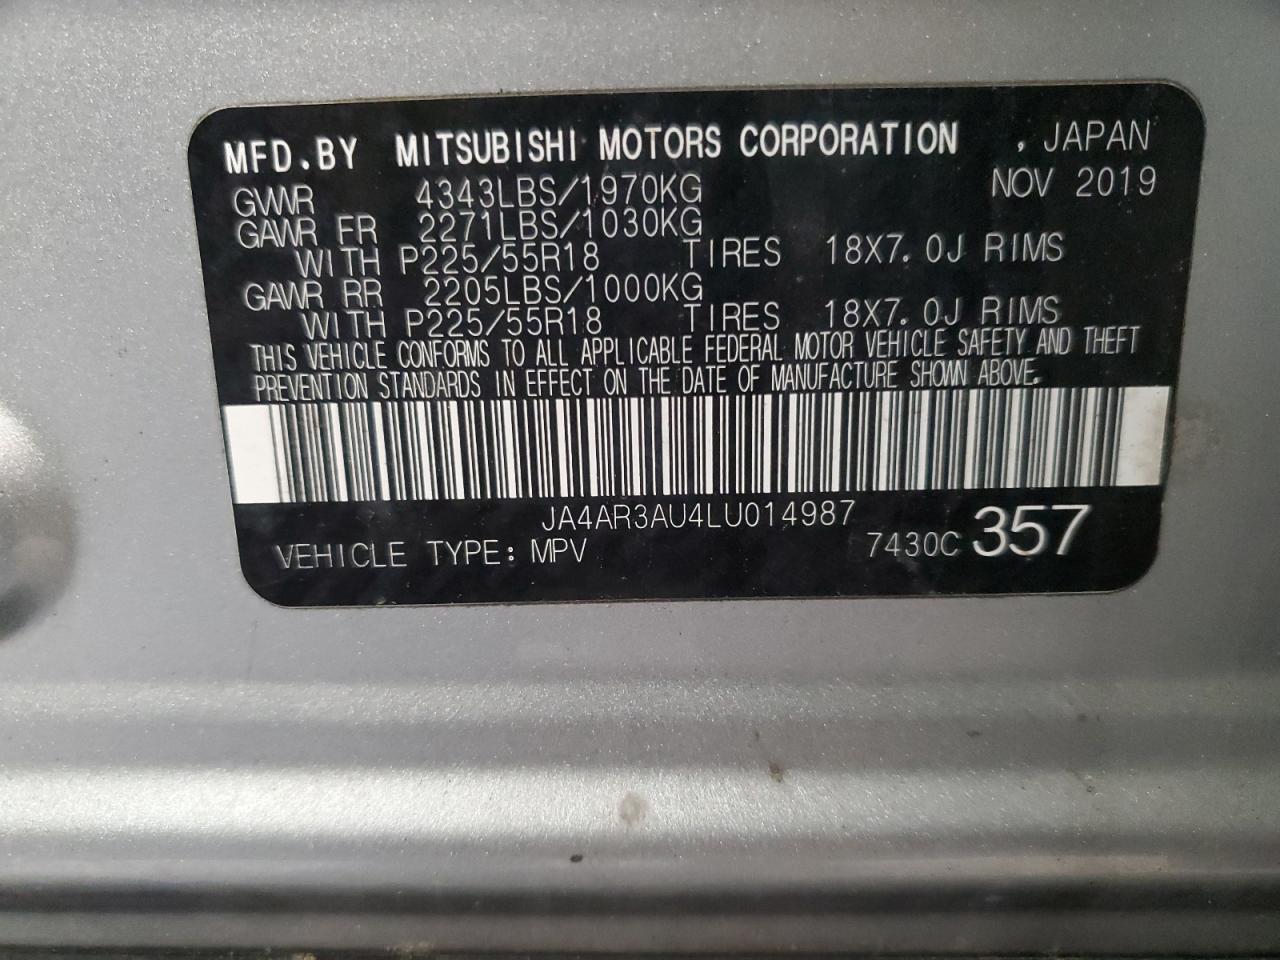 MFD.BY MITSUBISHI MOTORS CORPORATION , JAPAN
GVWR 4343LBS/1970KG NOV 2019
GAWR FR 2271LBS/1030KG
WITH P225/55R18 TIRES 18X7.0J RIMS
GAWR RR 2205LBS/1000KG
WITH P225/55R18 TIRES 18X7.0J RIMS
THIS VEHICLE CONFORMS TO ALL APPLICABLE FEDERAL MOTOR VEHICLE SAFETY AND THEFT
PREVENTION STANDARDS IN EFFECT ON THE DATE OF MANUFACTURE SHOWN ABOVE.
JA4AR3AU4LU014987
VEHICLE TYPE: MPV 7430C 357